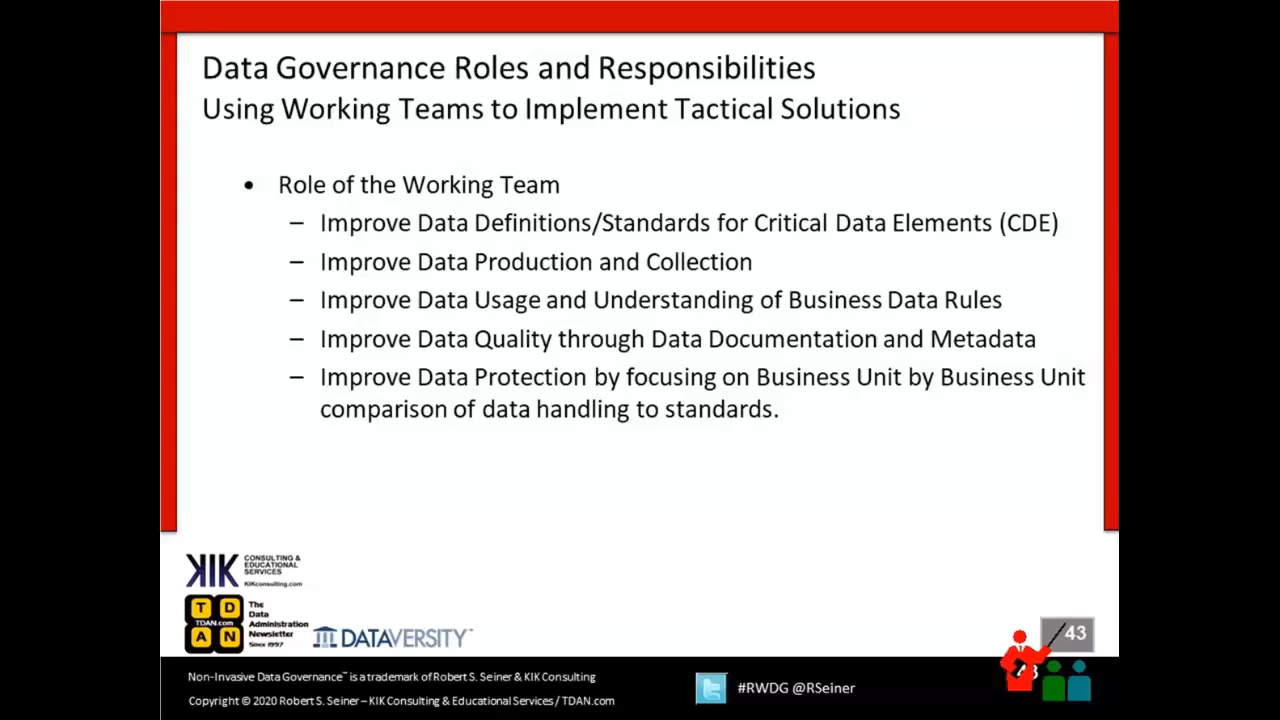 Data Governance Roles and Responsibilities
Using Working Teams to Implement Tactical Solutions
• Role of the Working Team
– Improve Data Definitions/Standards for Critical Data Elements (CDE)
– Improve Data Production and Collection
– Improve Data Usage and Understanding of Business Data Rules
– Improve Data Quality through Data Documentation and Metadata
– Improve Data Protection by focusing on Business Unit by Business Unit
comparison of data handling to standards.
KIK
CONSULTING &
EDUCATIONAL
SERVICES
KIKconsulting.com
T D
TDAN.com
A N
The
Data
Administration
Newsletter
Since 1997
DATAVERSITY™
43
Non-Invasive Data Governance™ is a trademark of Robert S. Seiner & KIK Consulting
Copyright © 2020 Robert S. Seiner – KIK Consulting & Educational Services / TDAN.com
#RWDG @RSeiner